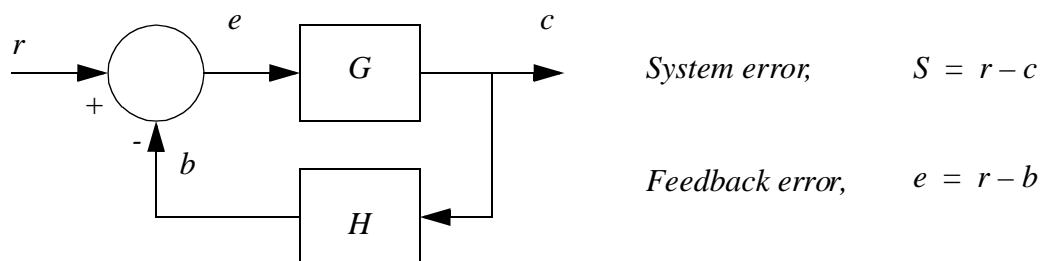 e
c
r
G
System error, S = r – c
+
-
b
Feedback error, e = r – b
H